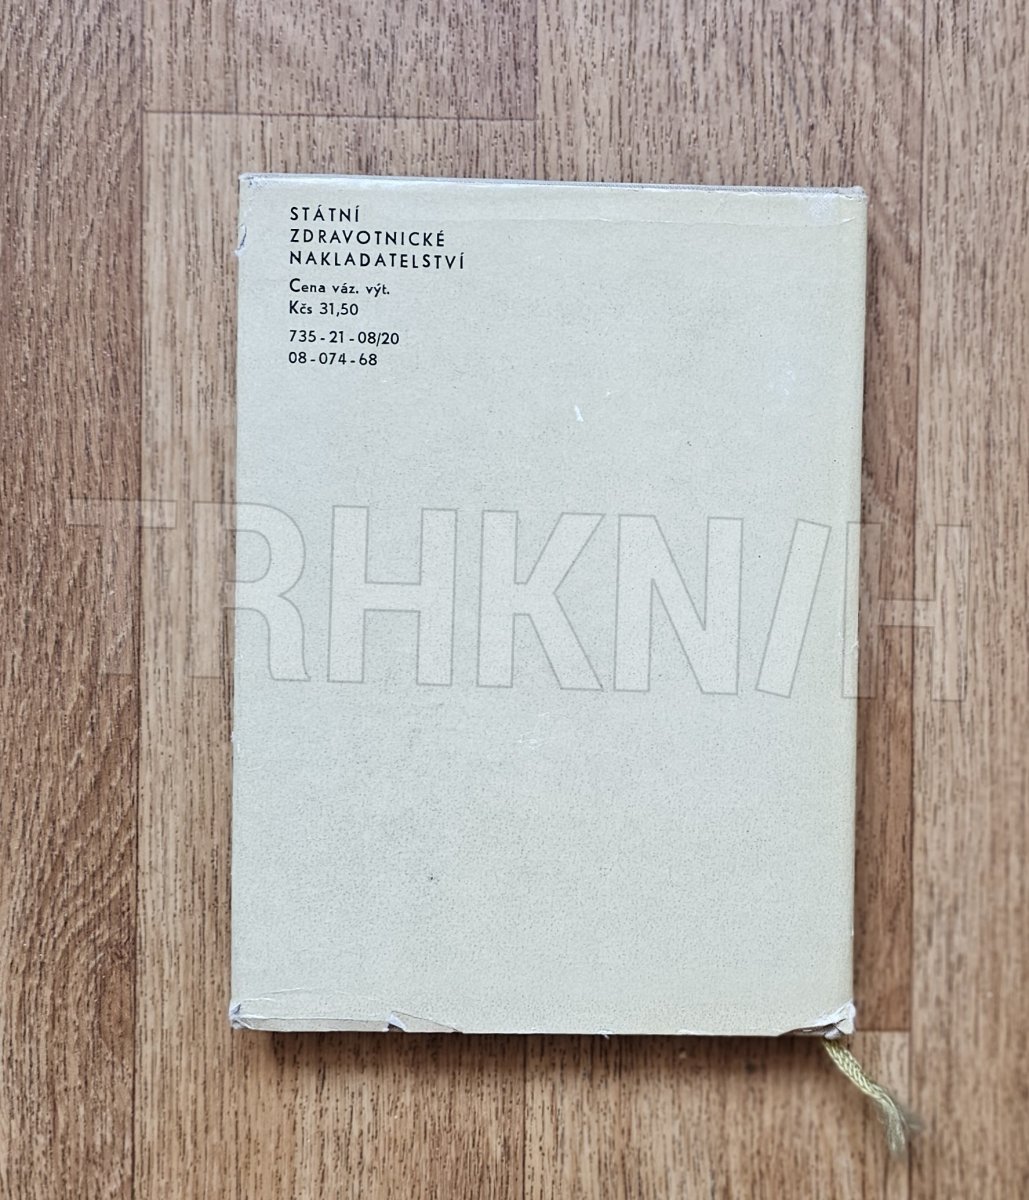 STÁTNÍ
ZDRAVOTNICKÉ
NAKLADATELSTVÍ
Cena váz. výt.
Kčs 31,50
735-21-08/20
08-074-68
TRHKNIH